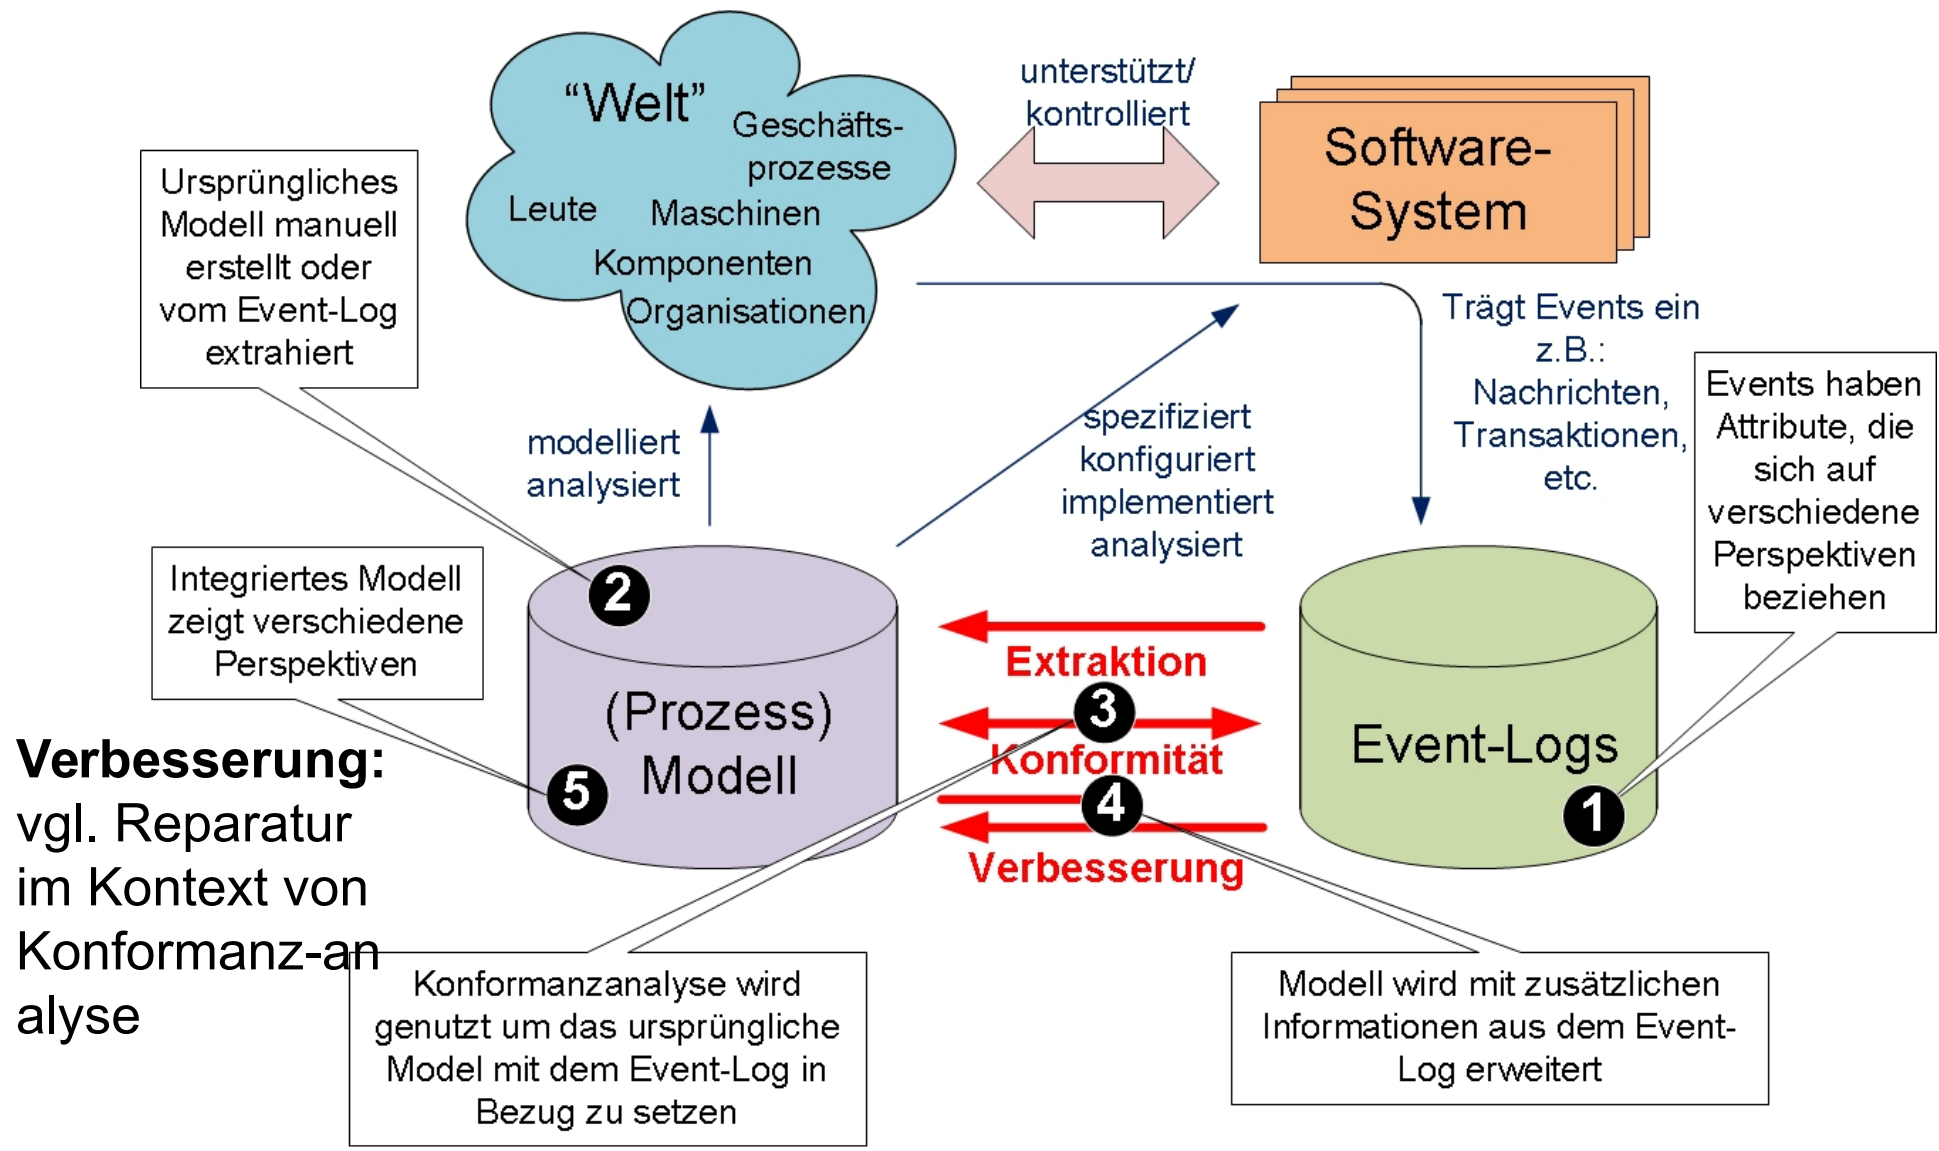 “Welt”
Geschäfts-
prozesse
Leute
Maschinen
Komponenten
Organisationen
unterstützt/
kontrolliert
Software-
System
Ursprüngliches
Modell manuell
erstellt oder
vom Event-Log
extrahiert
Trägt Events ein
z.B.:
Nachrichten,
Transaktionen,
etc.
Events haben
Attribute, die
sich auf
verschiedene
Perspektiven
beziehen
modelliert
analysiert
spezifiziert
konfiguriert
implementiert
analysiert
Integriertes Modell
zeigt verschiedene
Perspektiven
2
(Prozess)
Modell
5
Extraktion
3
Konformität
4
Verbesserung
Event-Logs
1
Verbesserung:
vgl. Reparatur
im Kontext von
Konformanz-an
alyse
Konformanzanalyse wird
genutzt um das ursprüngliche
Model mit dem Event-Log in
Bezug zu setzen
Modell wird mit zusätzlichen
Informationen aus dem Event-
Log erweitert